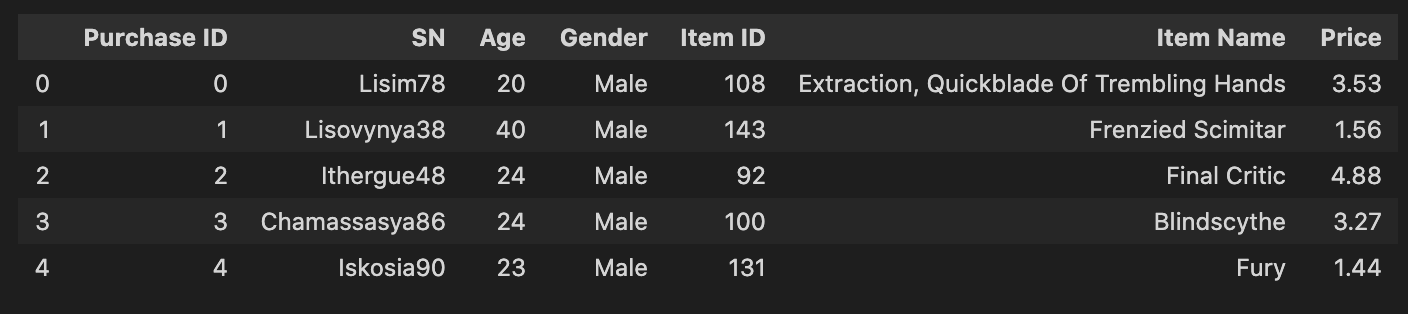 Purchase ID SN Age Gender Item ID Item Name Price
0 0 Lisim78 20 Male 108 Extraction, Quickblade Of Trembling Hands 3.53
1 1 Lisovynya38 40 Male 143 Frenzied Scimitar 1.56
2 2 Ithergue48 24 Male 92 Final Critic 4.88
3 3 Chamassasya86 24 Male 100 Blindscythe 3.27
4 4 Iskosia90 23 Male 131 Fury 1.44